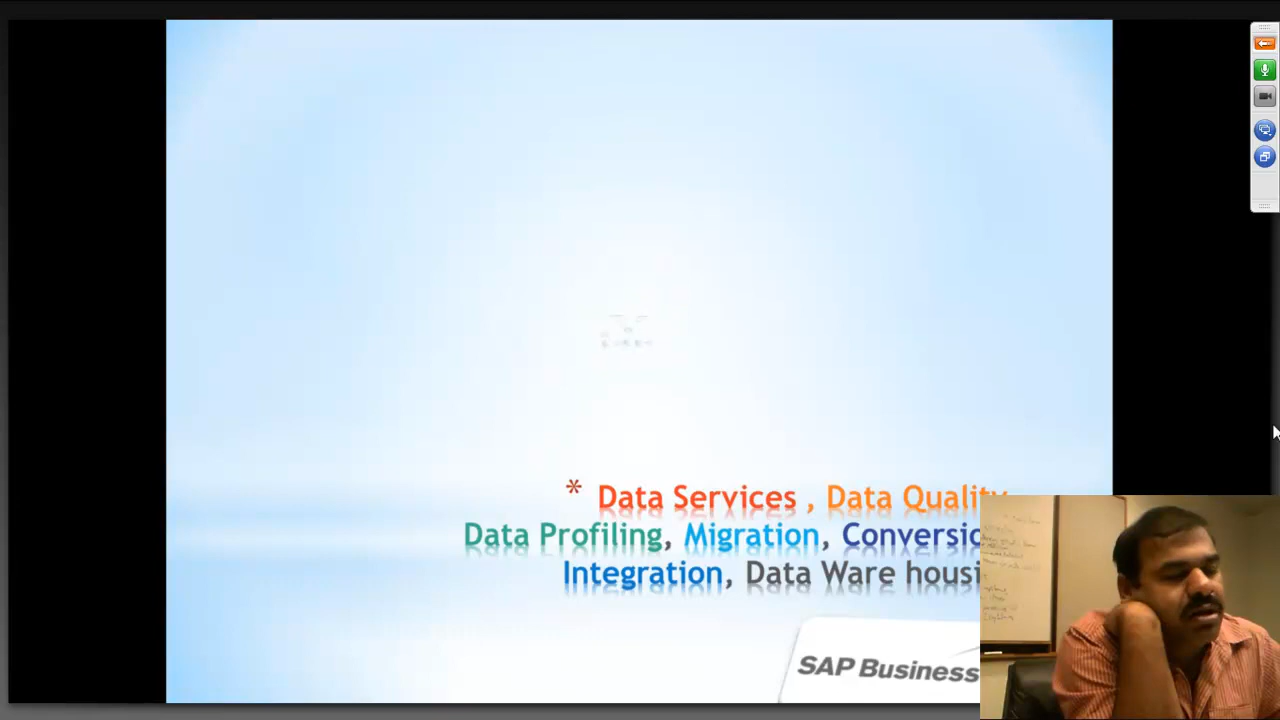 * Data Services , Data Quality
Data Profiling, Migration, Conversio
Integration, Data Ware housi
SAP Business